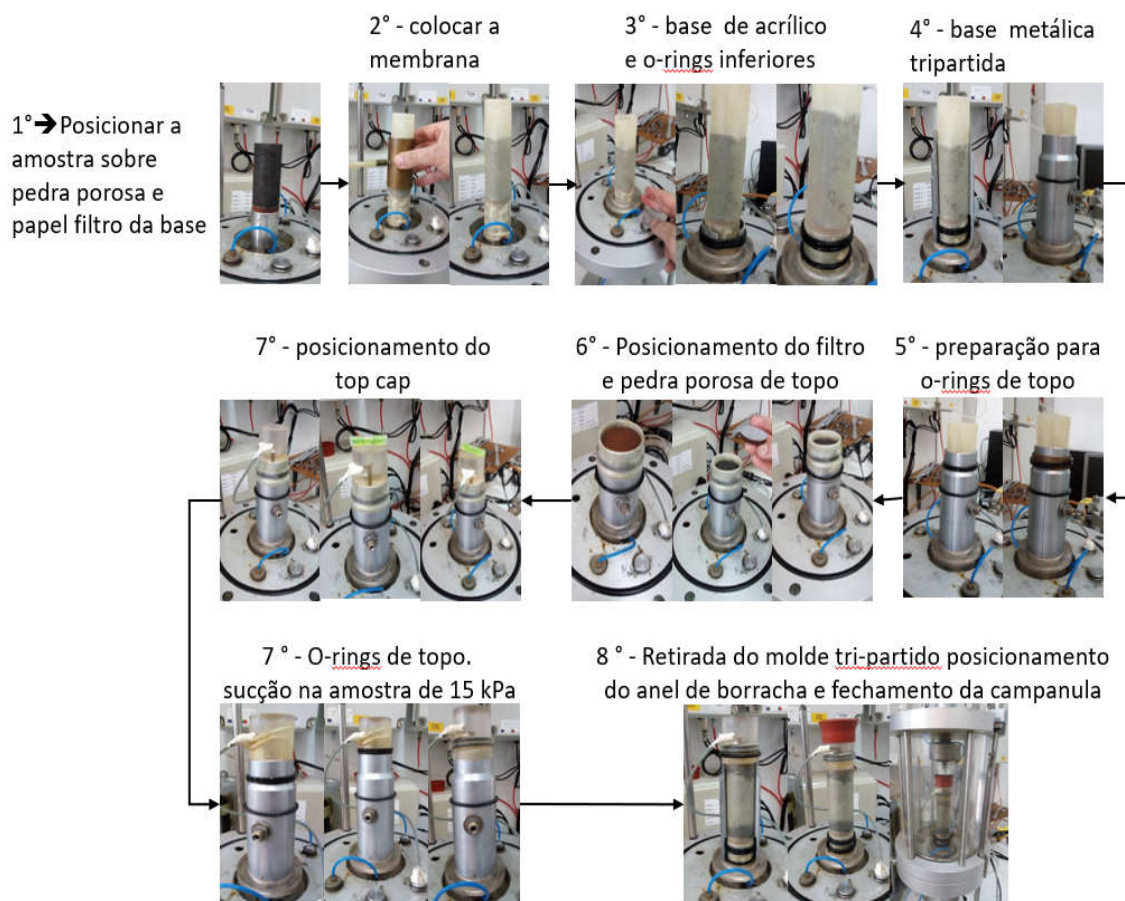 1°➔Posicionar a
amostra sobre
pedra porosa e
papel filtro da base
2° - colocar a
membrana
3° - base de acrílico
e o-rings inferiores
4° - base metálica
tripartida
5° - preparação para
o-rings de topo
6° - Posicionamento do filtro
e pedra porosa de topo
7° - posicionamento do
top cap
7 ° - O-rings de topo.
sucção na amostra de 15 kPa
8 ° - Retirada do molde tri-partido posicionamento
do anel de borracha e fechamento da campanula